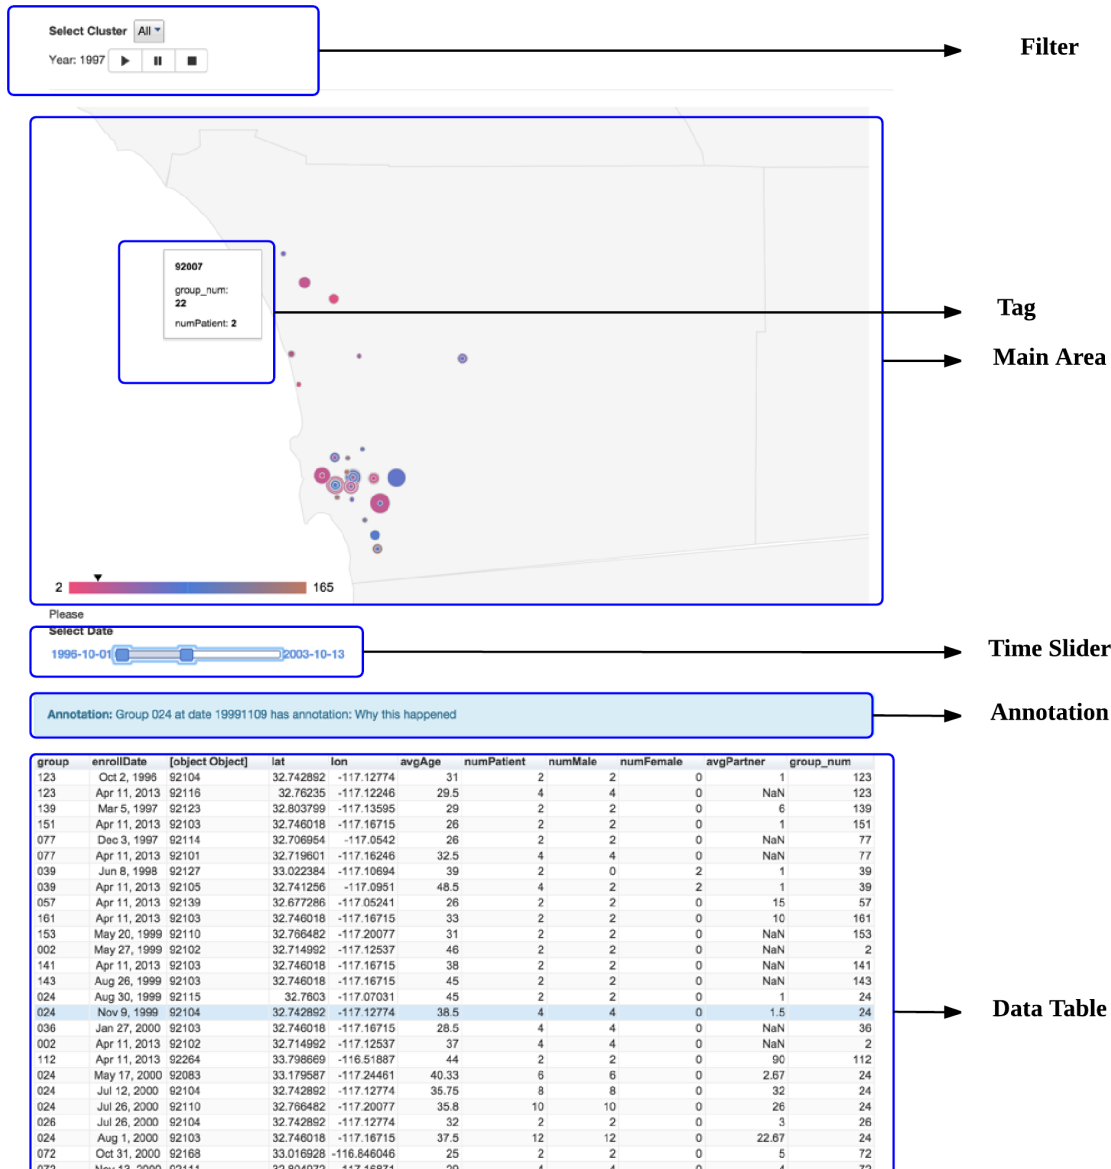 Select Cluster All
Year: 1997
Filter
92007
group_num:
22
numPatient: 2
Tag
Main Area
2 165
Please
Select Date
1996-10-01 2003-10-13
Time Slider
Annotation: Group 024 at date 19991109 has annotation: Why this happened
Annotation
group enrollDate [object Object] lat lon avgAge numPatient numMale numFemale avgPartner group_num
123 Oct 2, 1996 92104 32.742892 -117.12774 31 2 2 0 1 123
123 Apr 11, 2013 92116 32.76235 -117.12246 29.5 4 4 0 NaN 123
139 Mar 5, 1997 92123 32.803799 -117.13595 29 2 2 0 6 139
151 Apr 11, 2013 92103 32.746018 -117.16715 26 2 2 0 1 151
077 Dec 3, 1997 92114 32.706954 -117.0542 26 2 2 0 NaN 77
077 Apr 11, 2013 92101 32.719601 -117.16246 32.5 4 4 0 NaN 77
039 Jun 8, 1998 92127 33.022384 -117.10694 39 2 0 2 1 39
039 Apr 11, 2013 92105 32.741256 -117.0951 48.5 4 2 2 1 39
057 Apr 11, 2013 92139 32.677286 -117.05241 26 2 2 0 15 57
161 Apr 11, 2013 92103 32.746018 -117.16715 33 2 2 0 10 161
153 May 20, 1999 92110 32.766482 -117.20077 31 2 2 0 NaN 153
002 May 27, 1999 92102 32.714992 -117.12537 46 2 2 0 NaN 2
141 Apr 11, 2013 92103 32.746018 -117.16715 38 2 2 0 NaN 141
143 Aug 26, 1999 92103 32.746018 -117.16715 45 2 2 0 NaN 143
024 Aug 30, 1999 92115 32.7603 -117.07031 45 2 2 0 1 24
024 Nov 9, 1999 92104 32.742892 -117.12774 38.5 4 4 0 1.5 24
Data Table
036 Jan 27, 2000 92103 32.746018 -117.16715 28.5 4 4 0 NaN 36
002 Apr 11, 2013 92102 32.714992 -117.12537 37 4 4 0 NaN 2
112 Apr 11, 2013 92264 33.798669 -116.51887 44 2 2 0 90 112
024 May 17, 2000 92083 33.179587 -117.24461 40.33 6 6 0 2.67 24
024 Jul 12, 2000 92104 32.742892 -117.12774 35.75 8 8 0 32 24
024 Jul 26, 2000 92110 32.766482 -117.20077 35.8 10 10 0 26 24
026 Jul 26, 2000 92104 32.742892 -117.12774 32 2 2 0 3 26
024 Aug 1, 2000 92103 32.746018 -117.16715 37.5 12 12 0 22.67 24
072 Oct 31, 2000 92168 33.016928 -116.846046 25 2 2 0 5 72